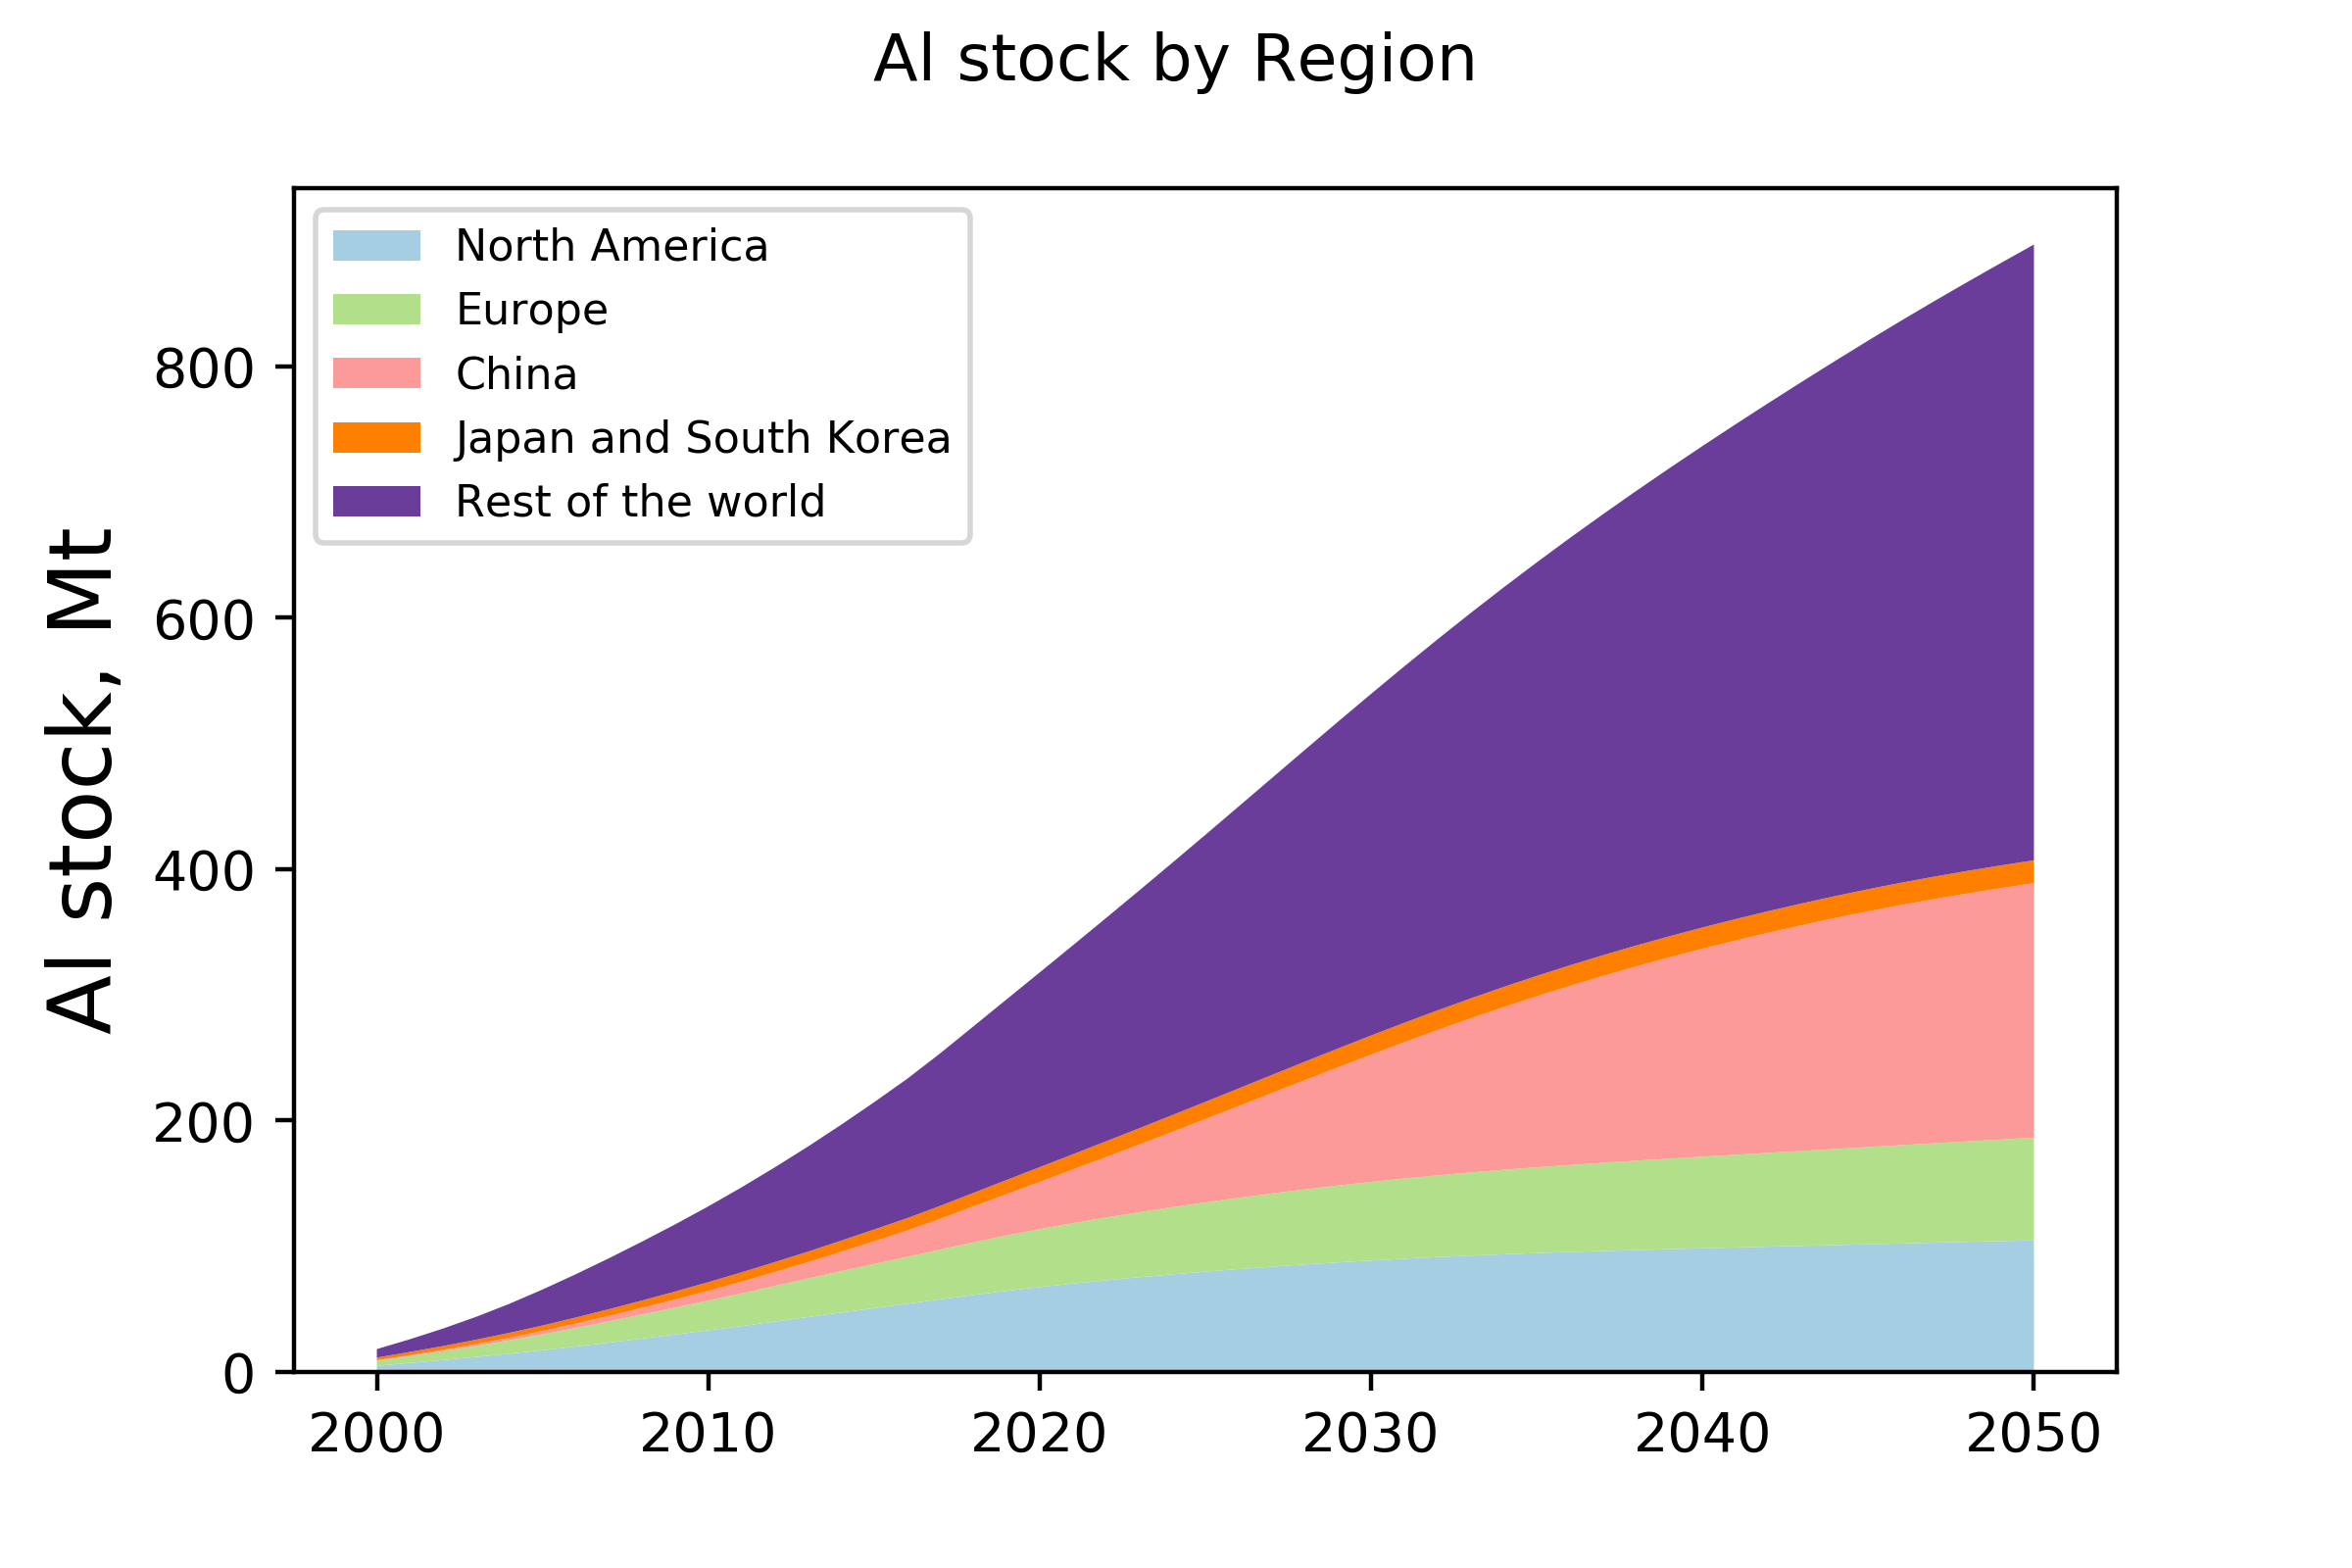 Al stock by Region
North America
Europe
China
Japan and South Korea
Rest of the world
Al stock, Mt
800
600
400
200
0
2000 2010 2020 2030 2040 2050